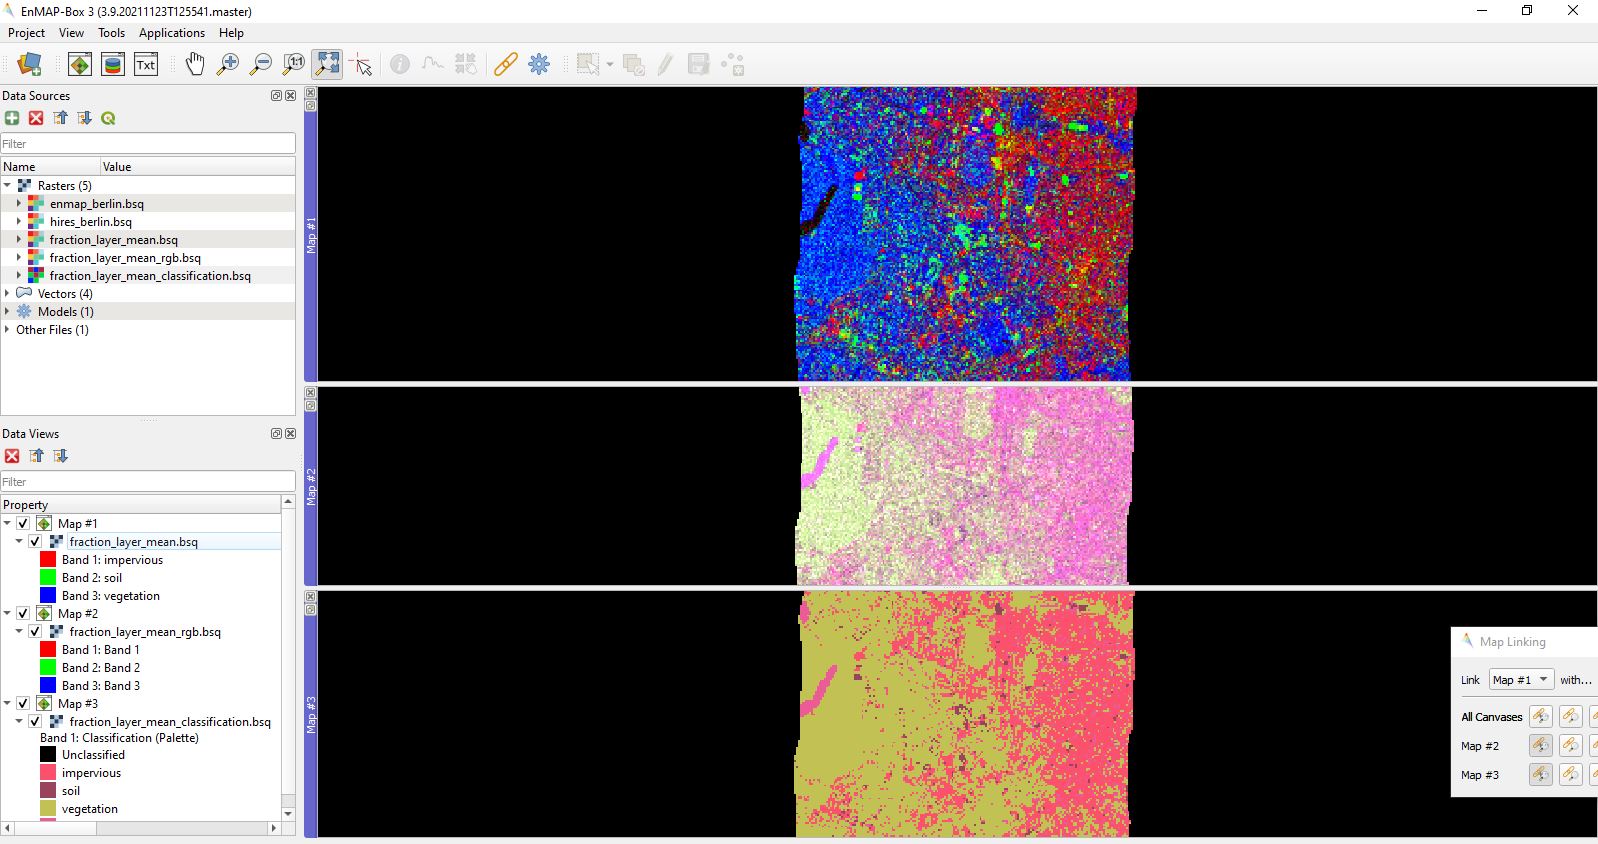 EnMAP-Box 3 (3.9.20211123T125541.master)
Project View Tools Applications Help
Txt 1:1
Data Sources
Filter
Name Value
Rasters (5)
enmap_berlin.bsq
hires_berlin.bsq
fraction_layer_mean.bsq
fraction_layer_mean_rgb.bsq
fraction_layer_mean_classification.bsq
Vectors (4)
Models (1)
Other Files (1)
Data Views
Filter
Property
Map #1
fraction_layer_mean.bsq
Band 1: impervious
Band 2: soil
Band 3: vegetation
Map #2
fraction_layer_mean_rgb.bsq
Band 1: Band 1
Band 2: Band 2
Band 3: Band 3
Map #3
fraction_layer_mean_classification.bsq
Band 1: Classification (Palette)
Unclassified
impervious
soil
vegetation
Map #1
Map #2
Map #3
Map Linking
Link Map #1 with...
All Canvases
Map #2
Map #3